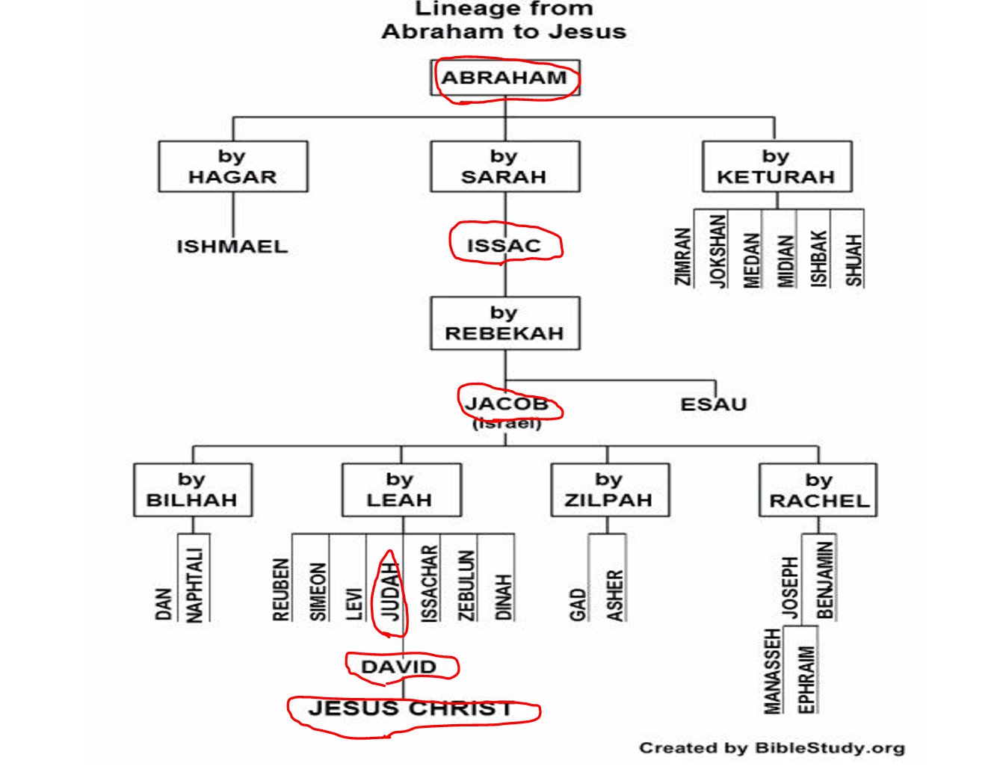 Lineage from
Abraham to Jesus
ABRAHAM
by
HAGAR
by
SARAH
by
KETURAH
ISHMAEL
ISSAC
ZIMRAN
JOKSHAN
MEDAN
MIDIAN
ISHBAK
SHUAH
by
REBEKAH
JACOB
(Israel)
ESAU
by
BILHAH
by
LEAH
by
ZILPAH
by
RACHEL
DAN
NAPHTALI
REUBEN
SIMEON
LEVI
JUDAH
ISSACHAR
ZEBULUN
DINAH
GAD
ASHER
JOSEPH
BENJAMIN
MANASSEH
EPHRAIM
DAVID
JESUS CHRIST
Created by BibleStudy.org